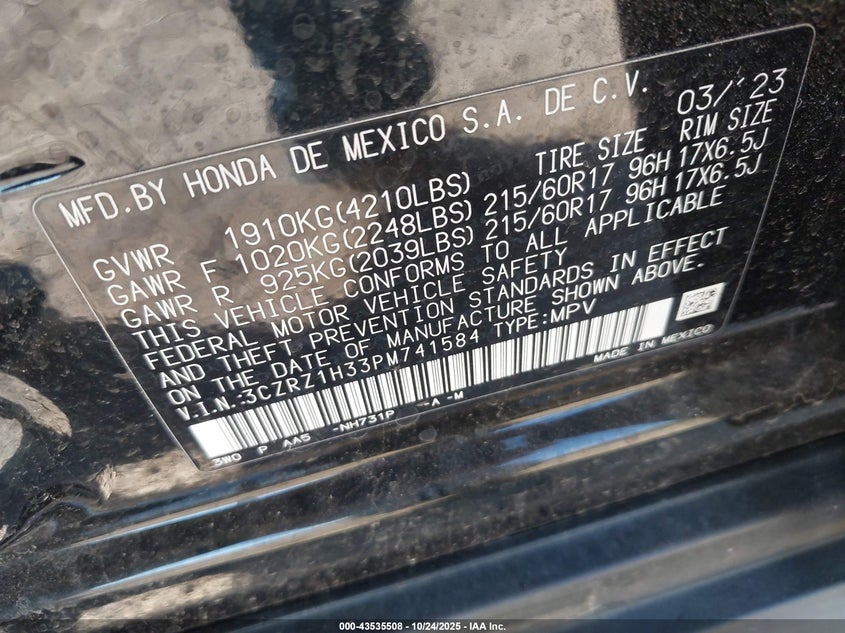 MFD.BY HONDA DE MEXICO S.A. DE C.V. 03/'23
TIRE SIZE RIM SIZE
GVWR 1910KG(4210LBS)
GAWR F 1020KG(2248LBS) 215/60R17 96H 17X6.5J
GAWR R 925KG(2039LBS) 215/60R17 96H 17X6.5J
THIS VEHICLE CONFORMS TO ALL APPLICABLE
FEDERAL MOTOR VEHICLE SAFETY
AND THEFT PREVENTION STANDARDS IN EFFECT
ON THE DATE OF MANUFACTURE SHOWN ABOVE.
V.I.N.:3CZRZ1H33PM741584 TYPE:MPV
MADE IN MEXICO
3W0 P AA5 -NH731P --A -M
000-43535508 - 10/24/2025 - IAA Inc.